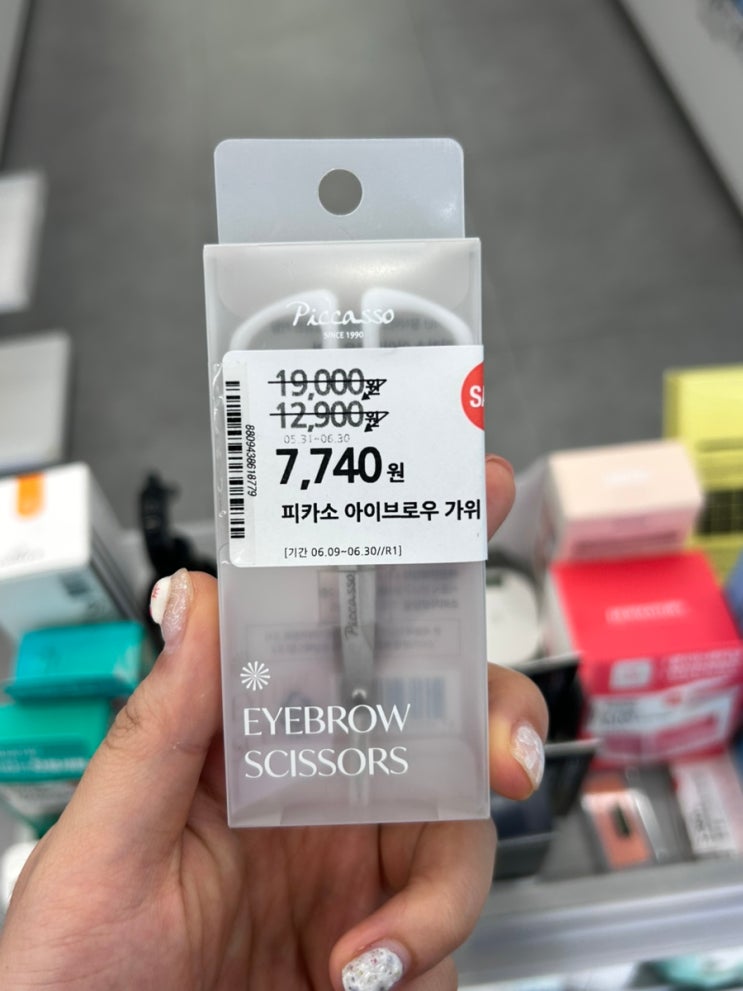 Piccasso
SINCE 1990
19,000원
12,900원
05.31~06.30
7,740원
피카소 아이브로우 가위
[기간 06.09~06.30//R1]
8809438618779
Piccasso
EYEBROW
SCISSORS